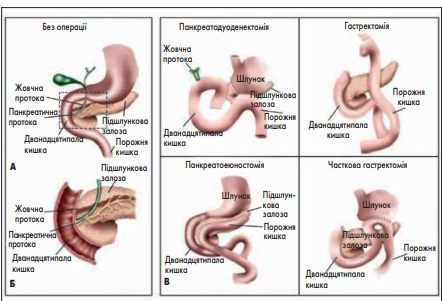 Без операції
Жовчна
протока
Панкреатична
протока
Підшлункова
залоза
Дванадцятипала
кишка
Порожня
кишка
А
Підшлункова
залоза
Жовчна
протока
Панкреатична
протока
Дванадцятипала
кишка
Б
Панкреатодуоденектомія
Жовчна
протока
Шлунок
Підшлункова
залоза
Порожня
кишка
Дванадцятипала
кишка
Гастректомія
Порожня
кишка
Дванадцятипала
кишка
Панкреатоеюностомія
Шлунок
Підшлун-
кова
залоза
Порожня
кишка
Дванадцятипала
кишка
В
Часткова гастректомія
Шлунок
Підшлункова
залоза
Порожня
кишка
Дванадцятипала
кишка